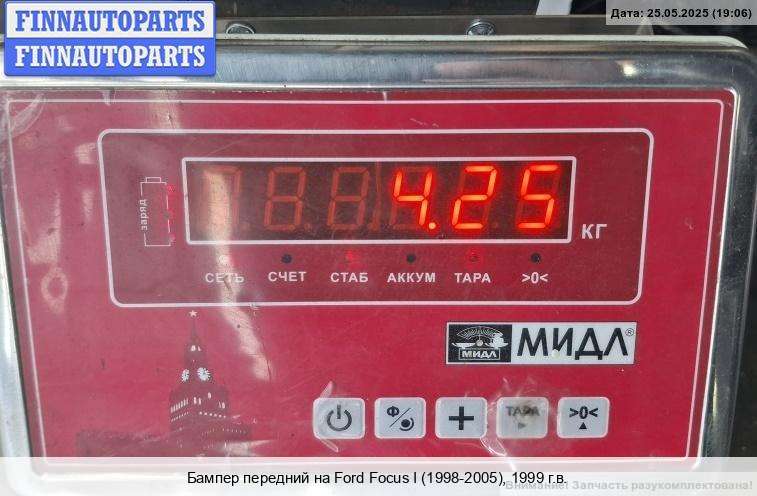 FINNAUTOPARTS
FINNAUTOPARTS
Дата: 25.05.2025 (19:06)
заряд
4.25
КГ
СЕТЬ СЧЕТ СТАБ АККУМ ТАРА >0<
МИДЛ МИДЛ®
Ф/ + ТАРА >0<
Бампер передний на Ford Focus I (1998-2005), 1999 г.в.
Внимание! Запчасть разукомплектована!